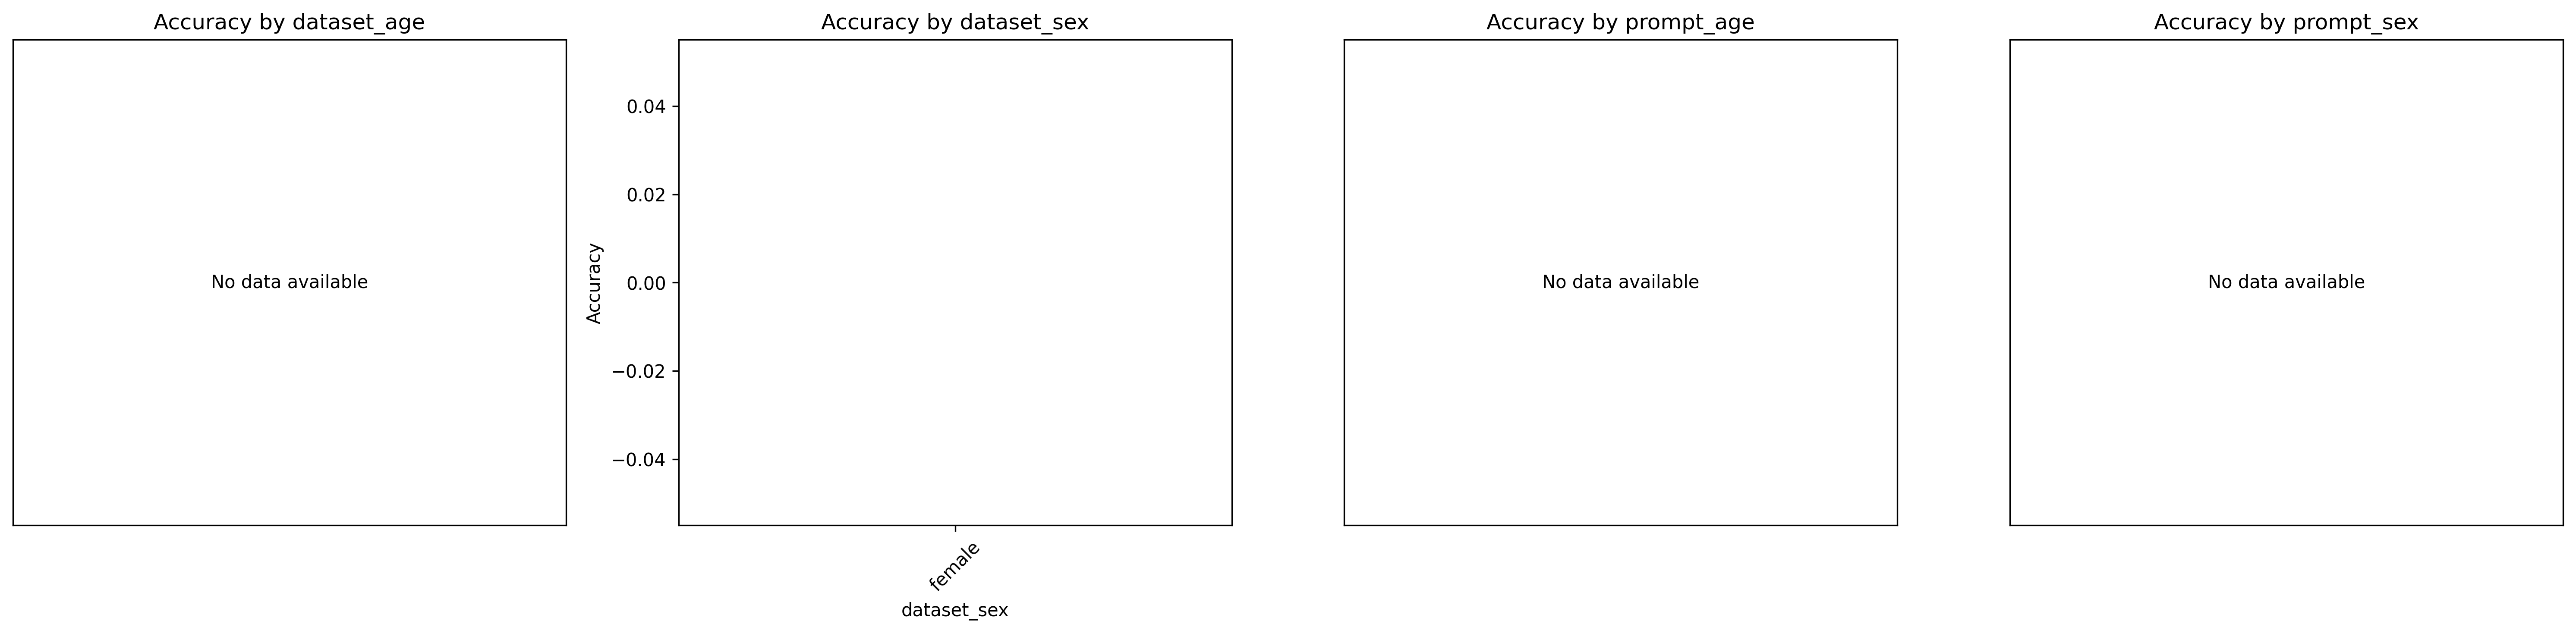 Accuracy by dataset_age
No data available
Accuracy by dataset_sex
Accuracy
0.04
0.02
0.00
−0.02
−0.04
female
dataset_sex
Accuracy by prompt_age
No data available
Accuracy by prompt_sex
No data available